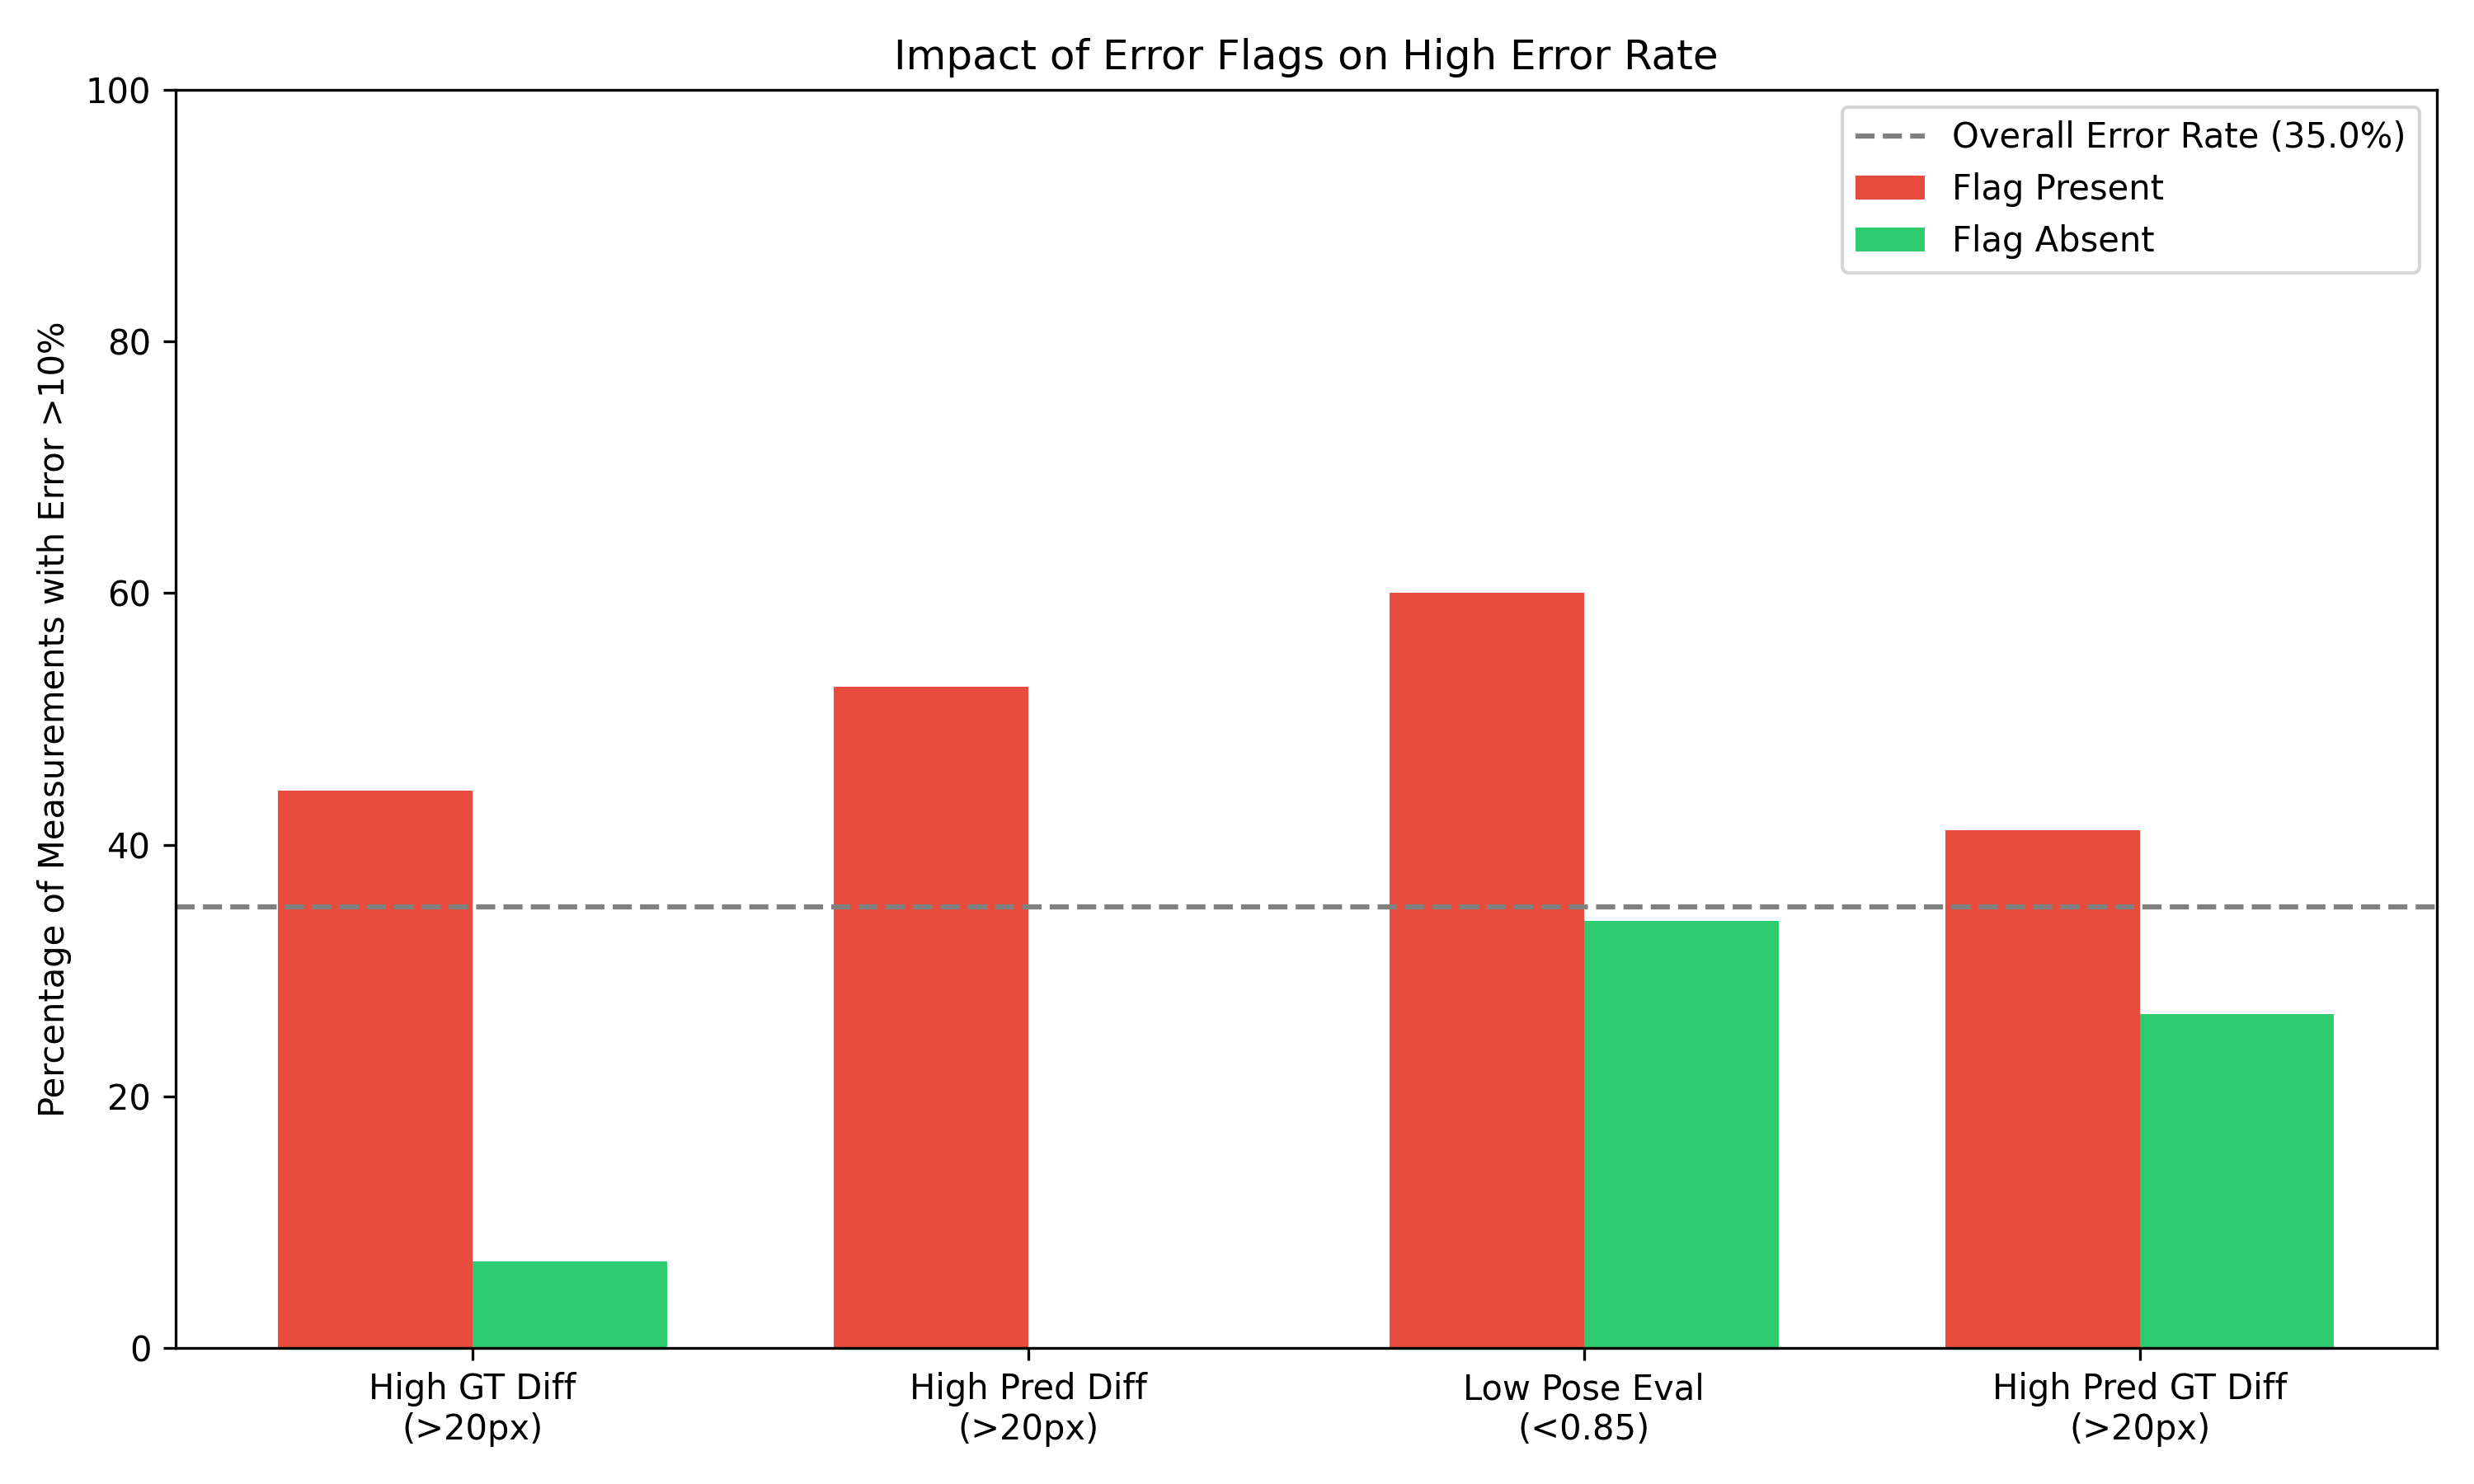 Impact of Error Flags on High Error Rate
Percentage of Measurements with Error >10%
100
80
60
40
20
0
Overall Error Rate (35.0%)
Flag Present
Flag Absent
High GT Diff
(>20px)
High Pred Diff
(>20px)
Low Pose Eval
(<0.85)
High Pred GT Diff
(>20px)